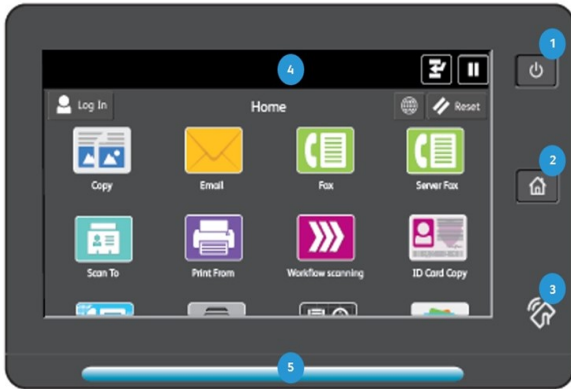 1
4
Log In
Home
Reset
Copy
Email
Fax
Server Fax
2
Scan To
Print From
Workflow scanning
ID Card Copy
3
5